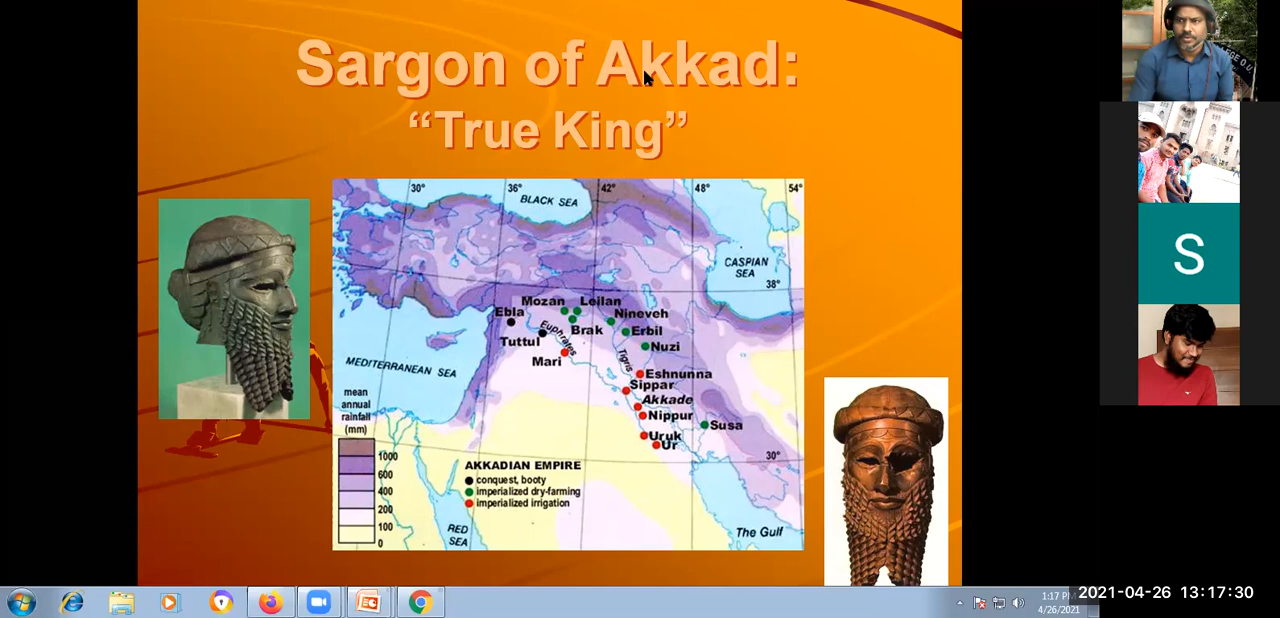 Sargon of Akkad:
“True King”
30°
36°
42°
48°
54°
BLACK SEA
CASPIAN
SEA
38°
Mozan
Leilan
Ebla
Nineveh
Euphrates
Brak
Erbil
Tuttul
Nuzi
Mari
Tigris
MEDITERRANEAN SEA
Eshnunna
Sippar
Akkade
Nippur
Susa
Uruk
Ur
30°
mean
annual
rainfall
(mm)
1000
600
400
200
100
0
AKKADIAN EMPIRE
conquest, booty
imperialized dry-farming
imperialized irrigation
RED
SEA
The Gulf
S
1:17 PM
4/26/2021
2021-04-26 13:17:30